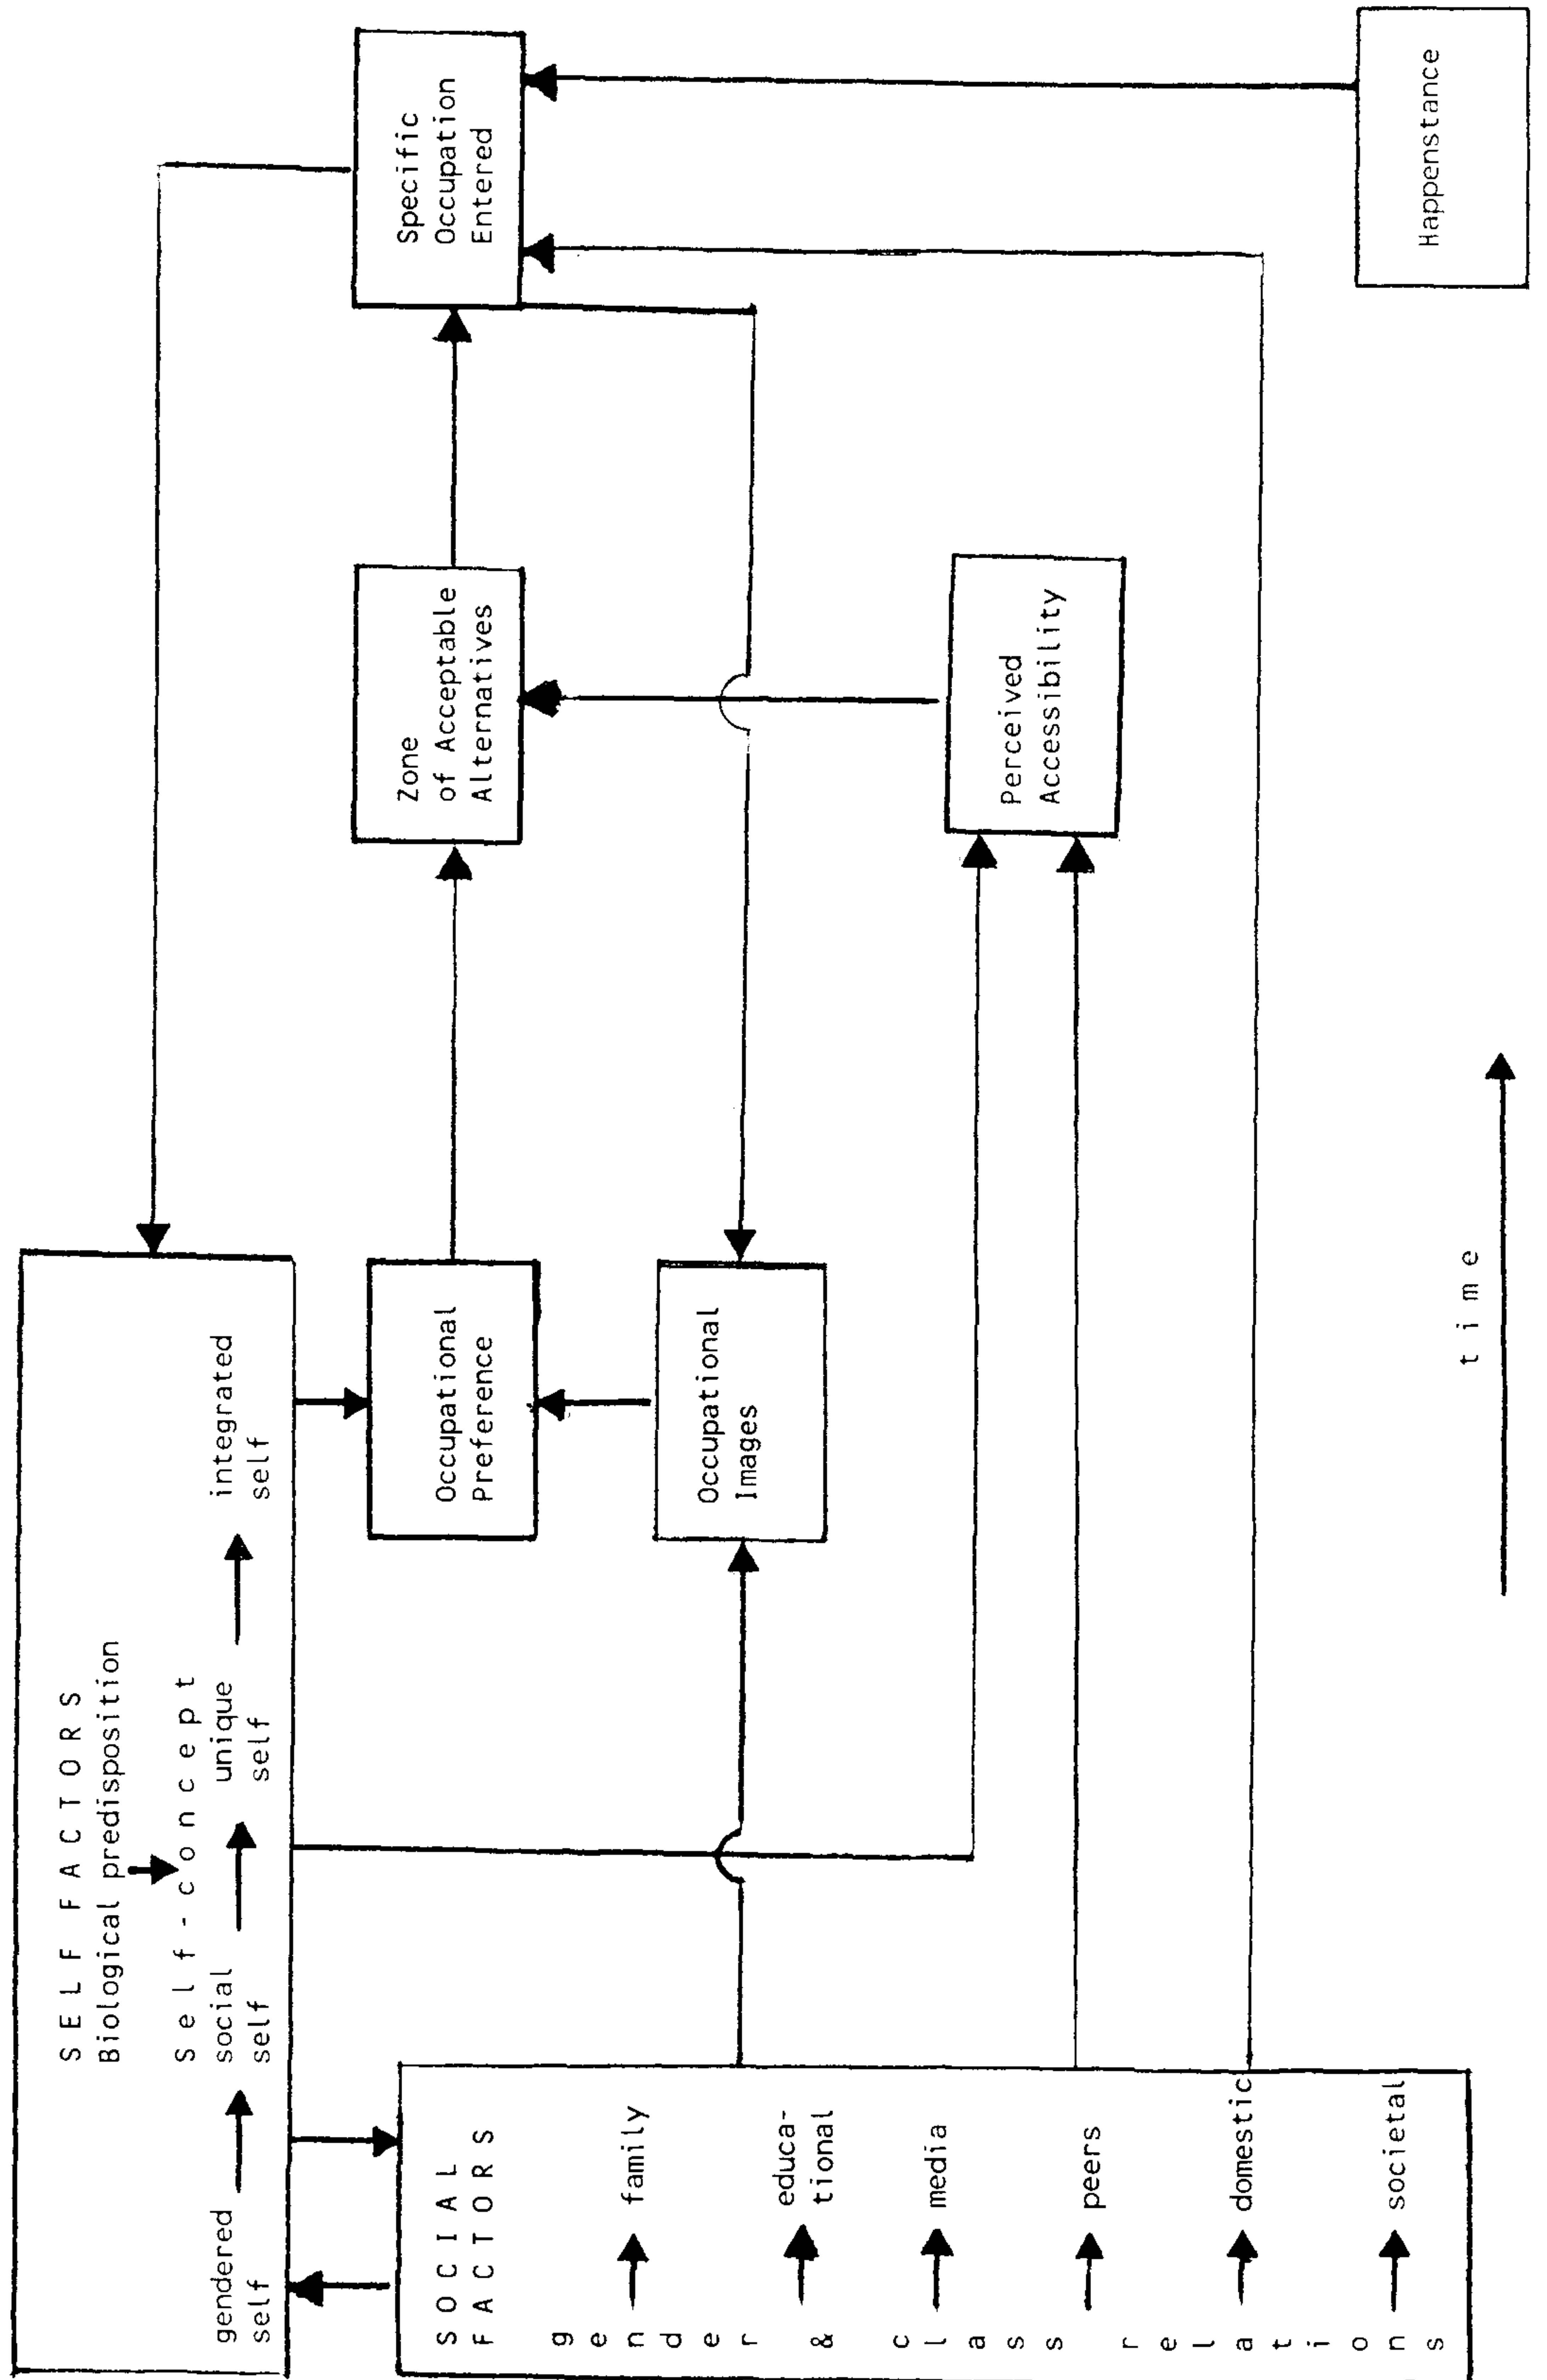 SELF FACTORS
Biological predisposition
Self-concept
gendered
self
social
self
unique
self
integrated
self
SOCIAL
FACTORS
gender & class relations
family
educa-
tional
media
peers
domestic
societal
Occupational
Preference
Occupational
Images
Zone
of Acceptable
Alternatives
Perceived
Accessibility
Specific
Occupation
Entered
Happenstance
time